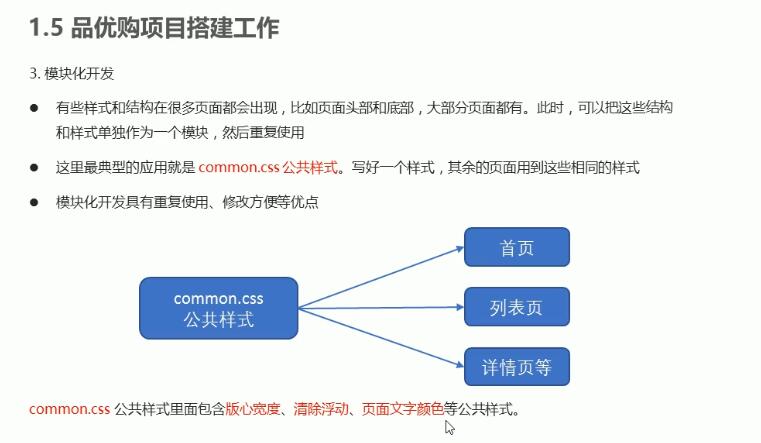 1.5 品优购项目搭建工作
3. 模块化开发
● 有些样式和结构在很多页面都会出现，比如页面头部和底部，大部分页面都有。此时，可以把这些结构
和样式单独作为一个模块，然后重复使用
● 这里最典型的应用就是 common.css 公共样式。写好一个样式，其余的页面用到这些相同的样式
● 模块化开发具有重复使用、修改方便等优点
首页
common.css
公共样式
列表页
详情页等
common.css 公共样式里面包含版心宽度、清除浮动、页面文字颜色等公共样式。